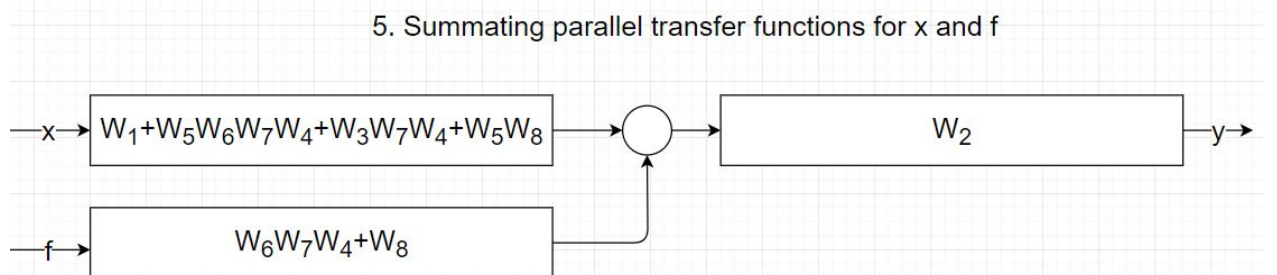 5. Summating parallel transfer functions for x and f
x
W₁+W₅W₆W₇W₄+W₃W₇W₄+W₅W₈
W₂
y
f
W₆W₇W₄+W₈